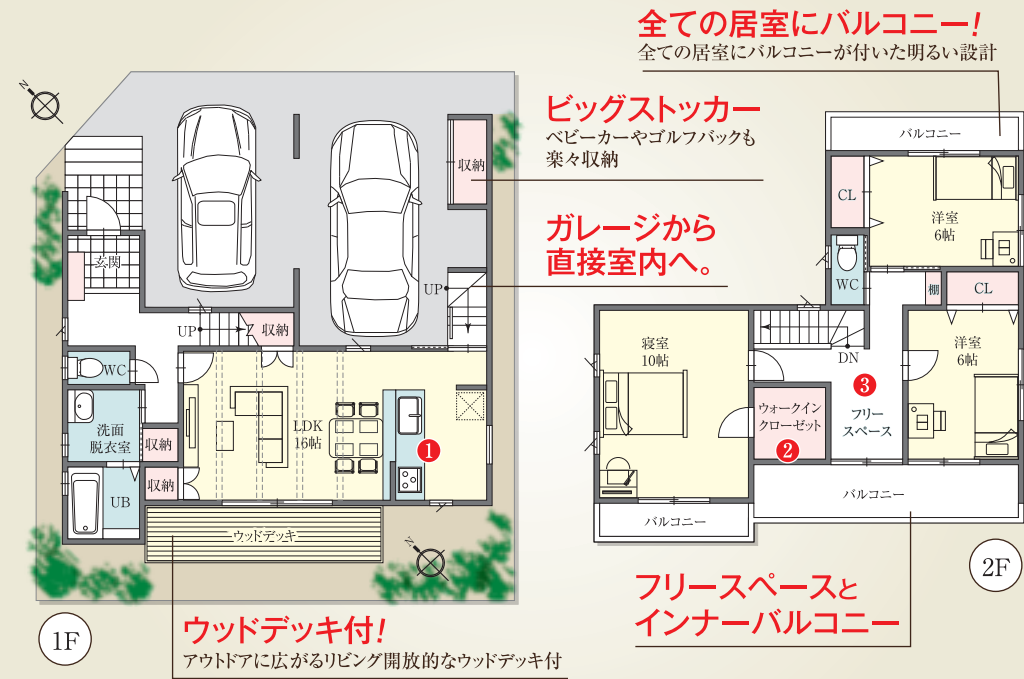 全ての居室にバルコニー!
全ての居室にバルコニーが付いた明るい設計
ビッグストッカー
ベビーカーやゴルフバックも
楽々収納
ガレージから
直接室内へ。
N
収納
玄関
UP
UP
収納
WC
洗面
脱衣室
収納
収納
UB
LDK
16帖
1
ウッドデッキ
N
1F
ウッドデッキ付!
アウトドアに広がるリビング開放的なウッドデッキ付
バルコニー
CL
洋室
6帖
WC
棚
CL
寝室
10帖
DN
洋室
6帖
3
フリー
スペース
ウォークイン
クローゼット
2
バルコニー
バルコニー
2F
フリースペースと
インナーバルコニー